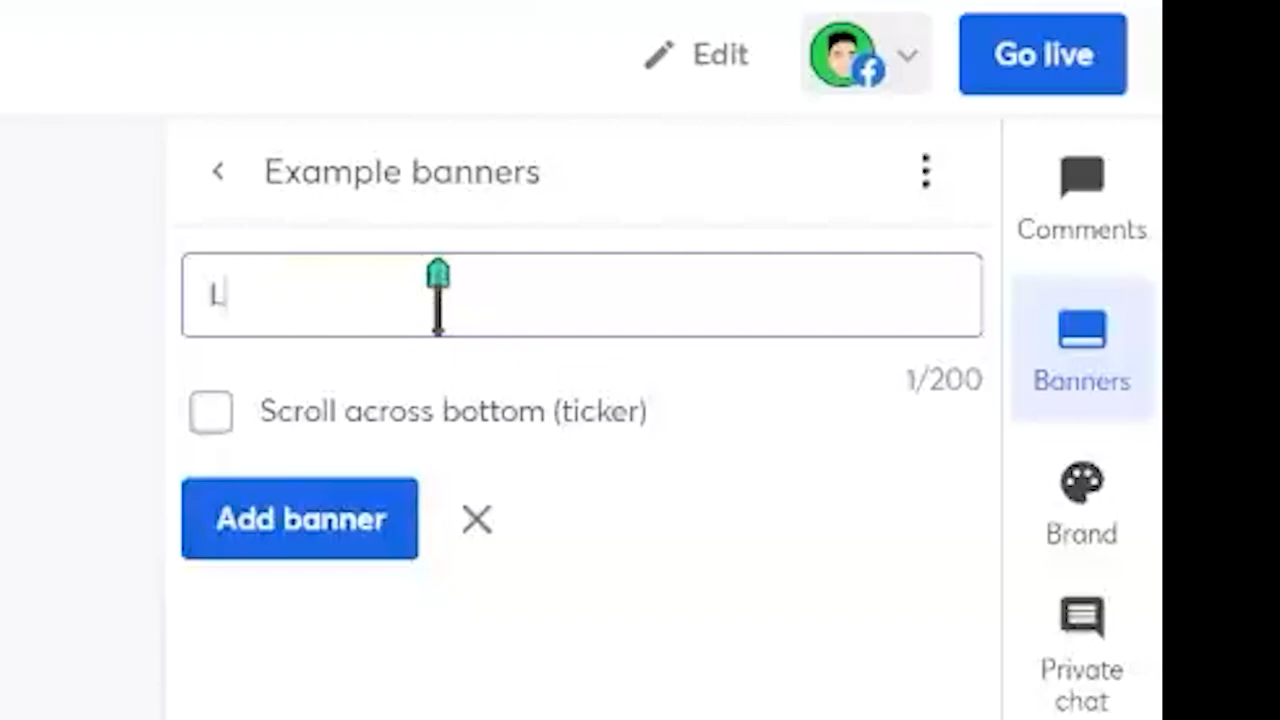 Edit
Go live
Example banners
L
1/200
Scroll across bottom (ticker)
Add banner
Comments
Banners
Brand
Private
chat